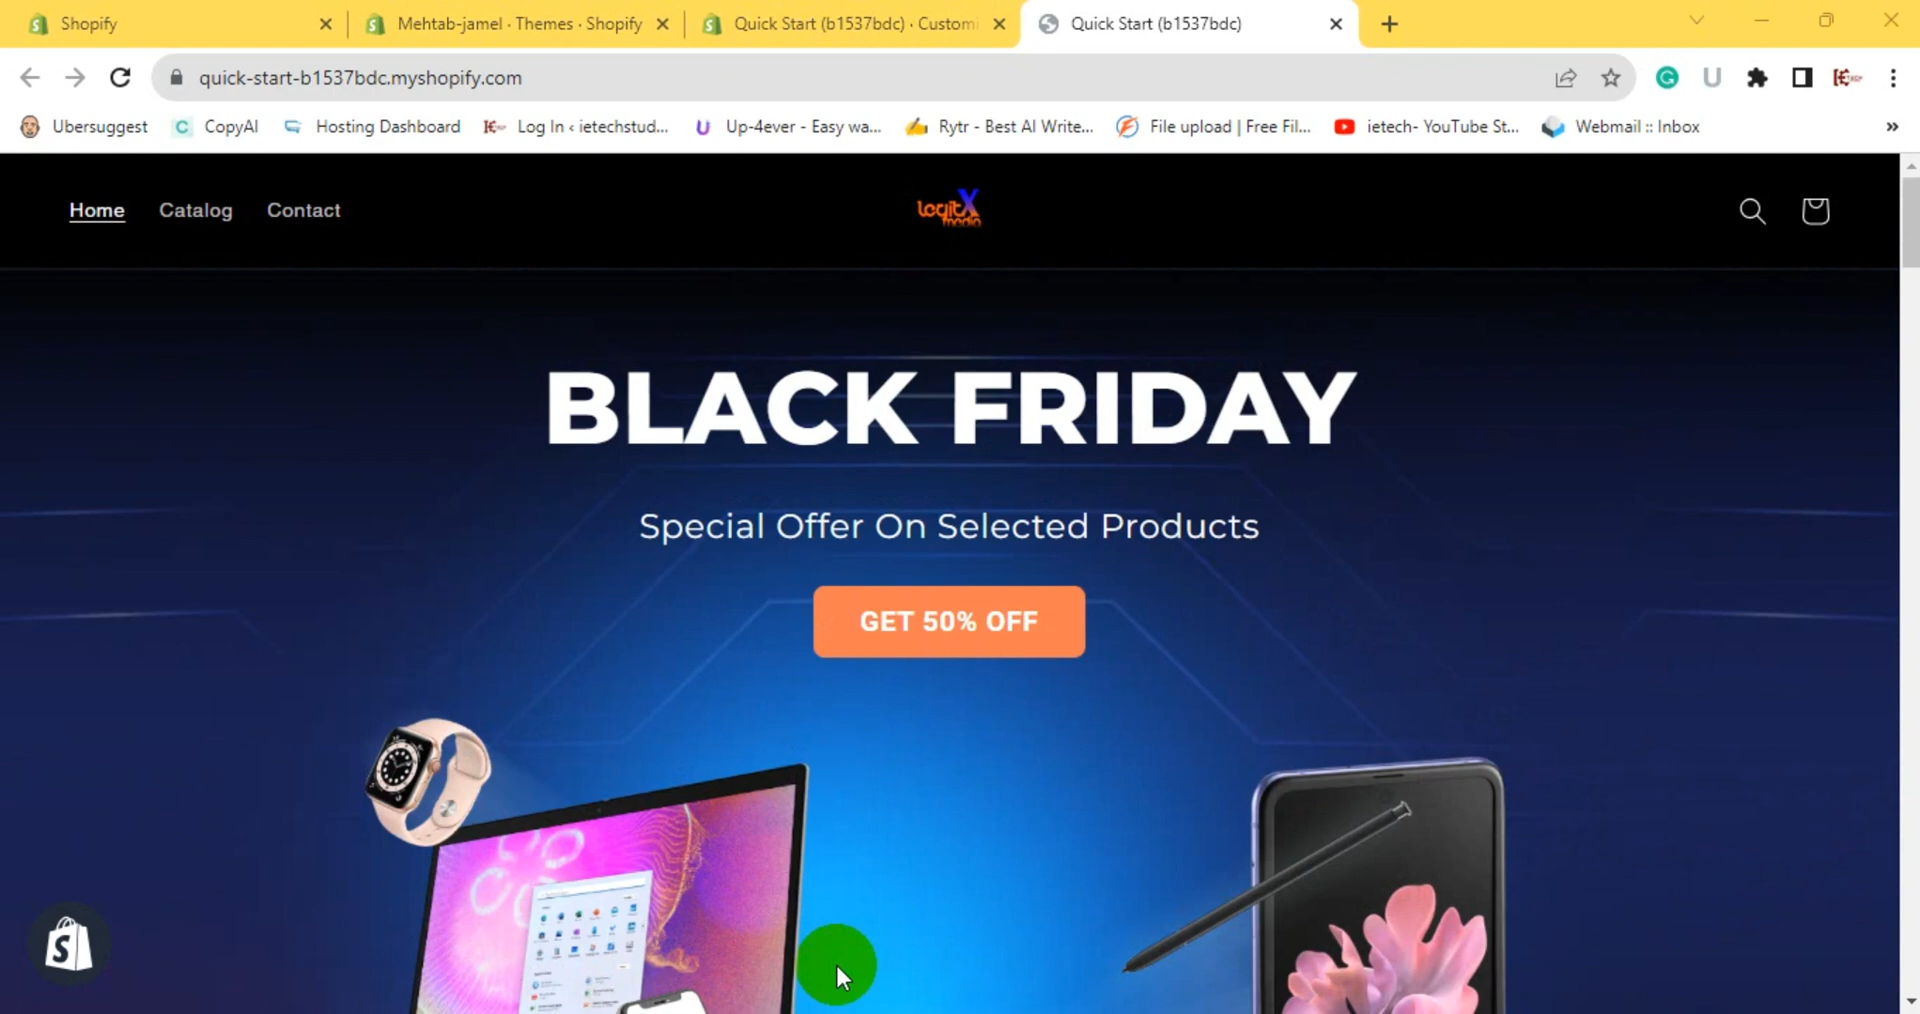 Shopify
Mehtab-jamel · Themes · Shopify
Quick Start (b1537bdc) · Custom
Quick Start (b1537bdc)
quick-start-b1537bdc.myshopify.com
Ubersuggest
CopyAI
Hosting Dashboard
Log In ‹ ietechstud...
Up-4ever - Easy wa...
Rytr - Best AI Write...
File upload | Free Fil...
ietech- YouTube St...
Webmail :: Inbox
Home
Catalog
Contact
LogitX
media
BLACK FRIDAY
Special Offer On Selected Products
GET 50% OFF